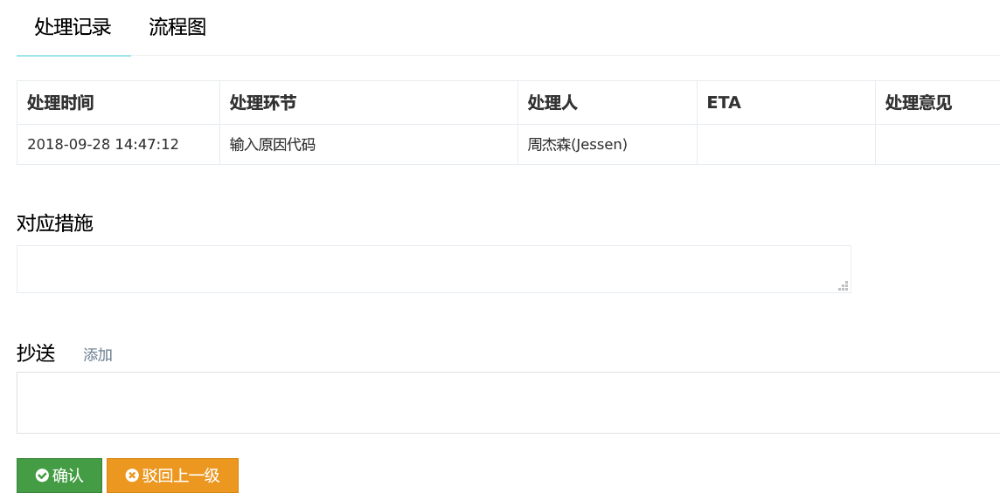 处理记录 流程图
处理时间 处理环节 处理人 ETA 处理意见
2018-09-28 14:47:12 输入原因代码 周杰森(Jessen)
对应措施
抄送 添加
确认 驳回上一级